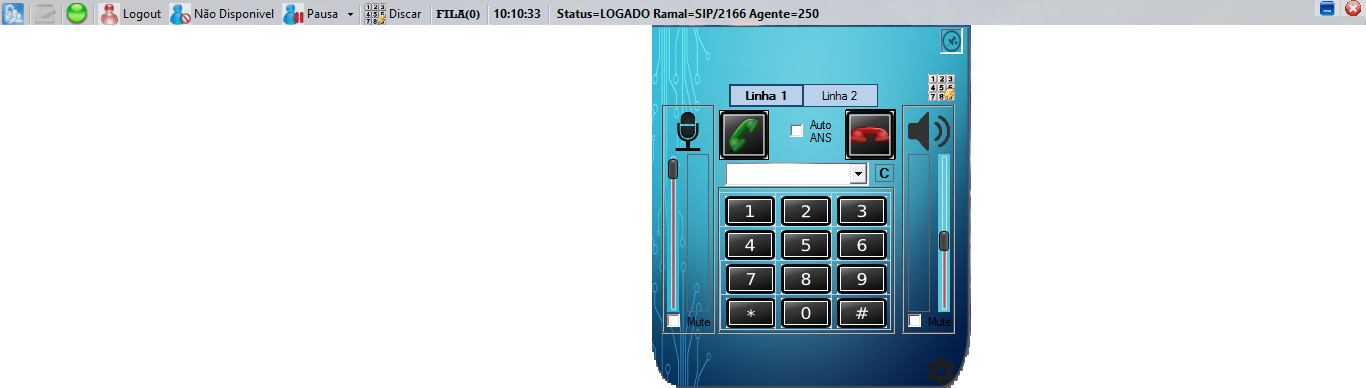 Logout Não Disponivel Pausa Discar FILA(0) 10:10:33 Status=LOGADO Ramal=SIP/2166 Agente=250
Linha 1 Linha 2
Auto
ANS
C
1 2 3
4 5 6
7 8 9
* 0 #
Mute Mute